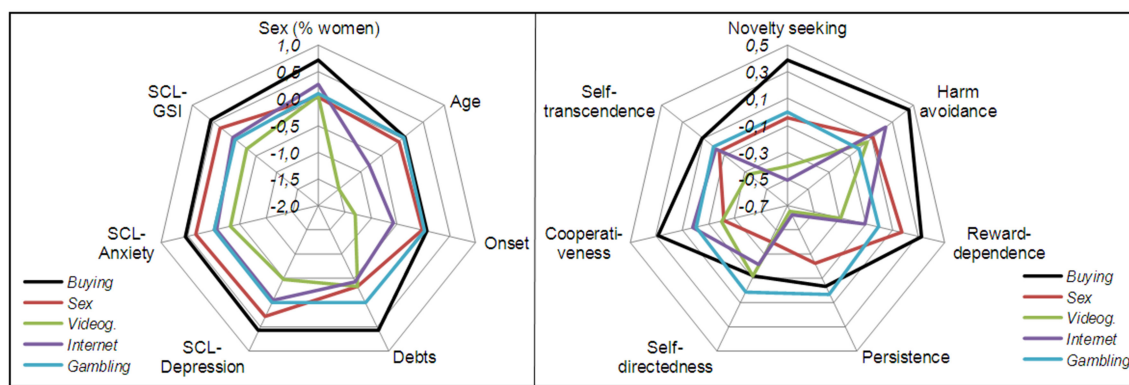 Sex (% women)
1,0
0,5
0,0
-0,5
-1,0
-1,5
-2,0
Age
Onset
Debts
SCL-
Depression
SCL-
Anxiety
SCL-
GSI
Buying
Sex
Videog.
Internet
Gambling
Novelty seeking
0,5
0,3
0,1
-0,1
-0,3
-0,5
-0,7
Harm
avoidance
Reward-
dependence
Persistence
Self-
directedness
Cooperati-
veness
Self-
transcendence
Buying
Sex
Videog.
Internet
Gambling